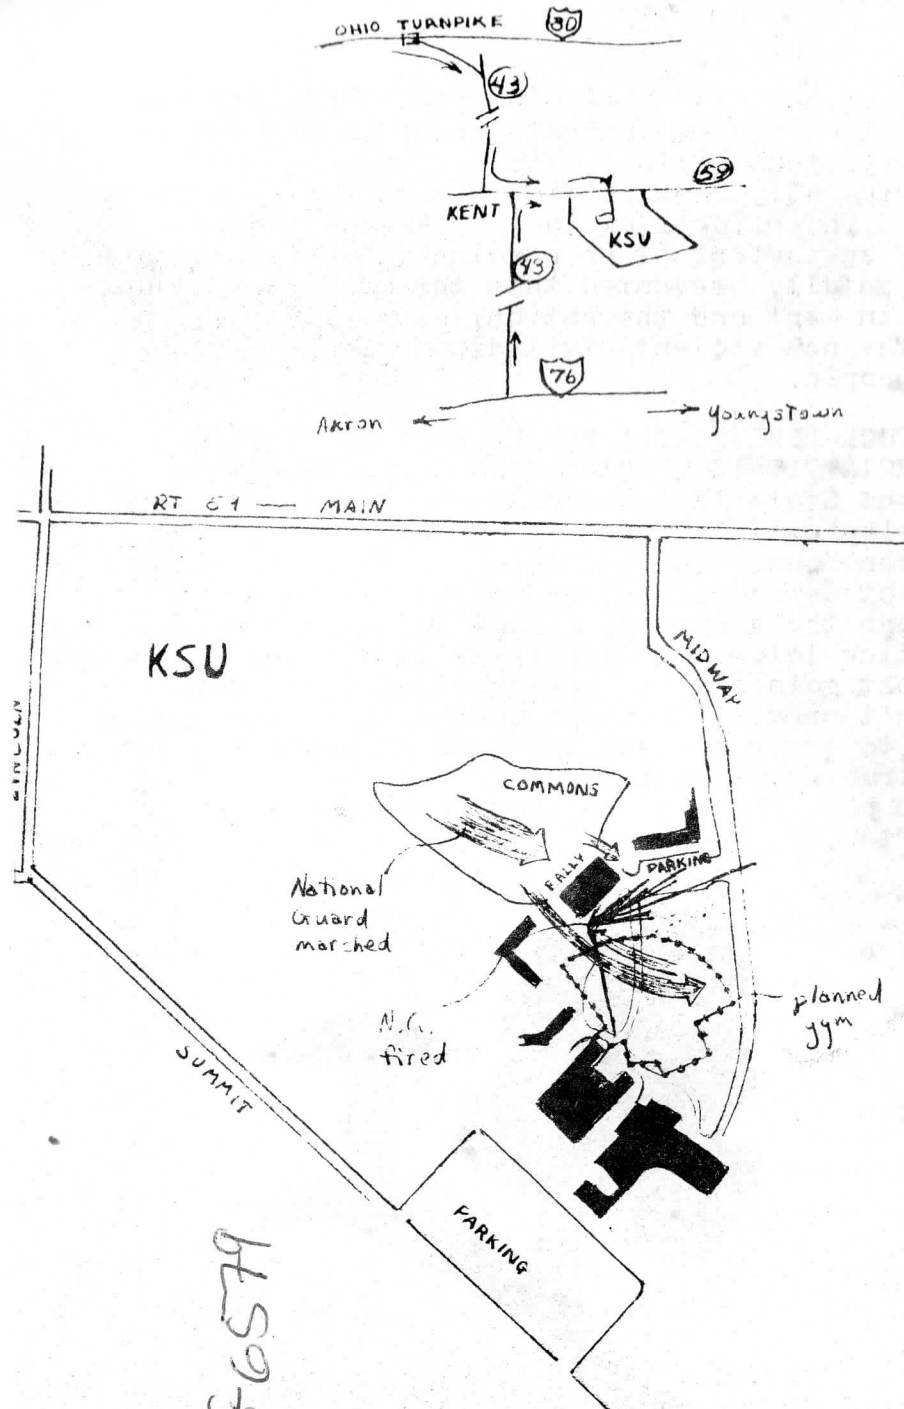 OHIO TURNPIKE
80
43
59
KENT
KSU
43
76
Akron
Youngstown
RT 59 — MAIN
KSU
MIDWAY
COMMONS
RALLY
PARKING
National
Guard
marched
N.G.
fired
planned
gym
SUMMIT
PARKING